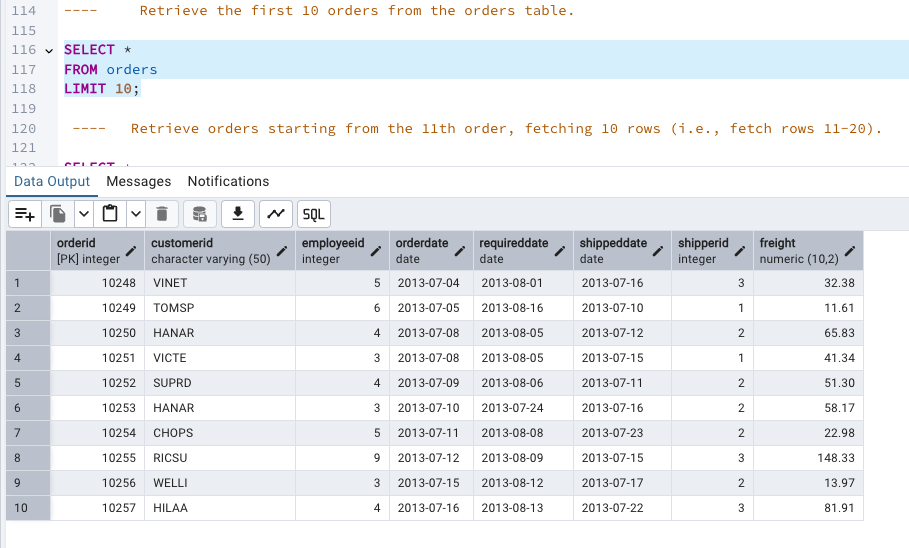 114 ---- Retrieve the first 10 orders from the orders table.
115
116 SELECT *
117 FROM orders
118 LIMIT 10;
119
120 ---- Retrieve orders starting from the 11th order, fetching 10 rows (i.e., fetch rows 11-20).
121
122 SELECT *
Data Output Messages Notifications
SQL
orderid customerid employeeid orderdate requireddate shippeddate shipperid freight
[PK] integer character varying (50) integer date date date integer numeric (10,2)
1 10248 VINET 5 2013-07-04 2013-08-01 2013-07-16 3 32.38
2 10249 TOMSP 6 2013-07-05 2013-08-16 2013-07-10 1 11.61
3 10250 HANAR 4 2013-07-08 2013-08-05 2013-07-12 2 65.83
4 10251 VICTE 3 2013-07-08 2013-08-05 2013-07-15 1 41.34
5 10252 SUPRD 4 2013-07-09 2013-08-06 2013-07-11 2 51.30
6 10253 HANAR 3 2013-07-10 2013-07-24 2013-07-16 2 58.17
7 10254 CHOPS 5 2013-07-11 2013-08-08 2013-07-23 2 22.98
8 10255 RICSU 9 2013-07-12 2013-08-09 2013-07-15 3 148.33
9 10256 WELLI 3 2013-07-15 2013-08-12 2013-07-17 2 13.97
10 10257 HILAA 4 2013-07-16 2013-08-13 2013-07-22 3 81.91